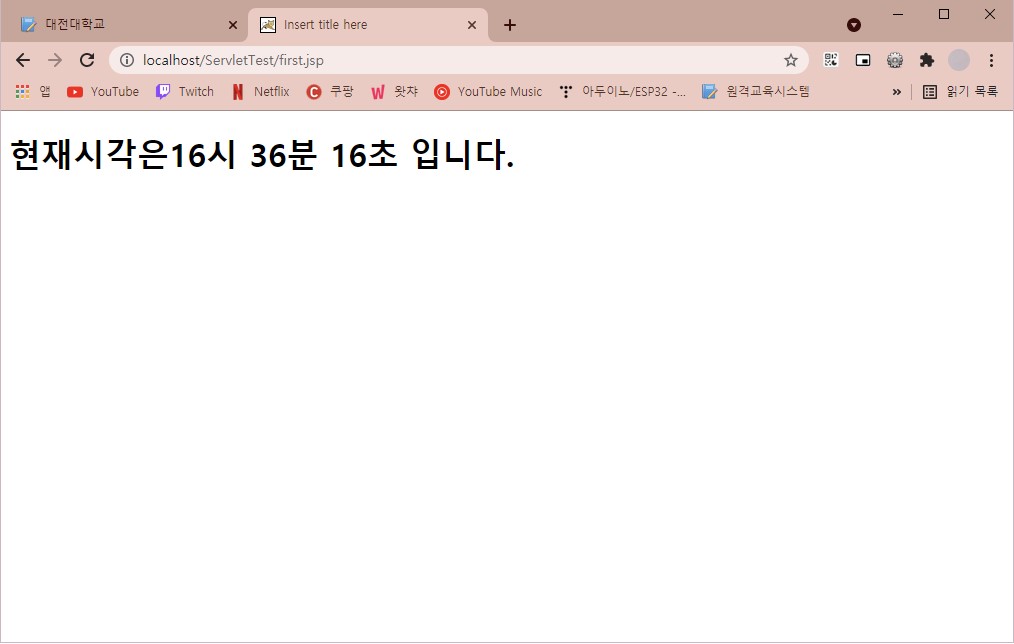 대전대학교
Insert title here
localhost/ServletTest/first.jsp
앱 YouTube Twitch Netflix 쿠팡 왓챠 YouTube Music 아두이노/ESP32 -... 원격교육시스템 » 읽기 목록
현재시각은16시 36분 16초 입니다.